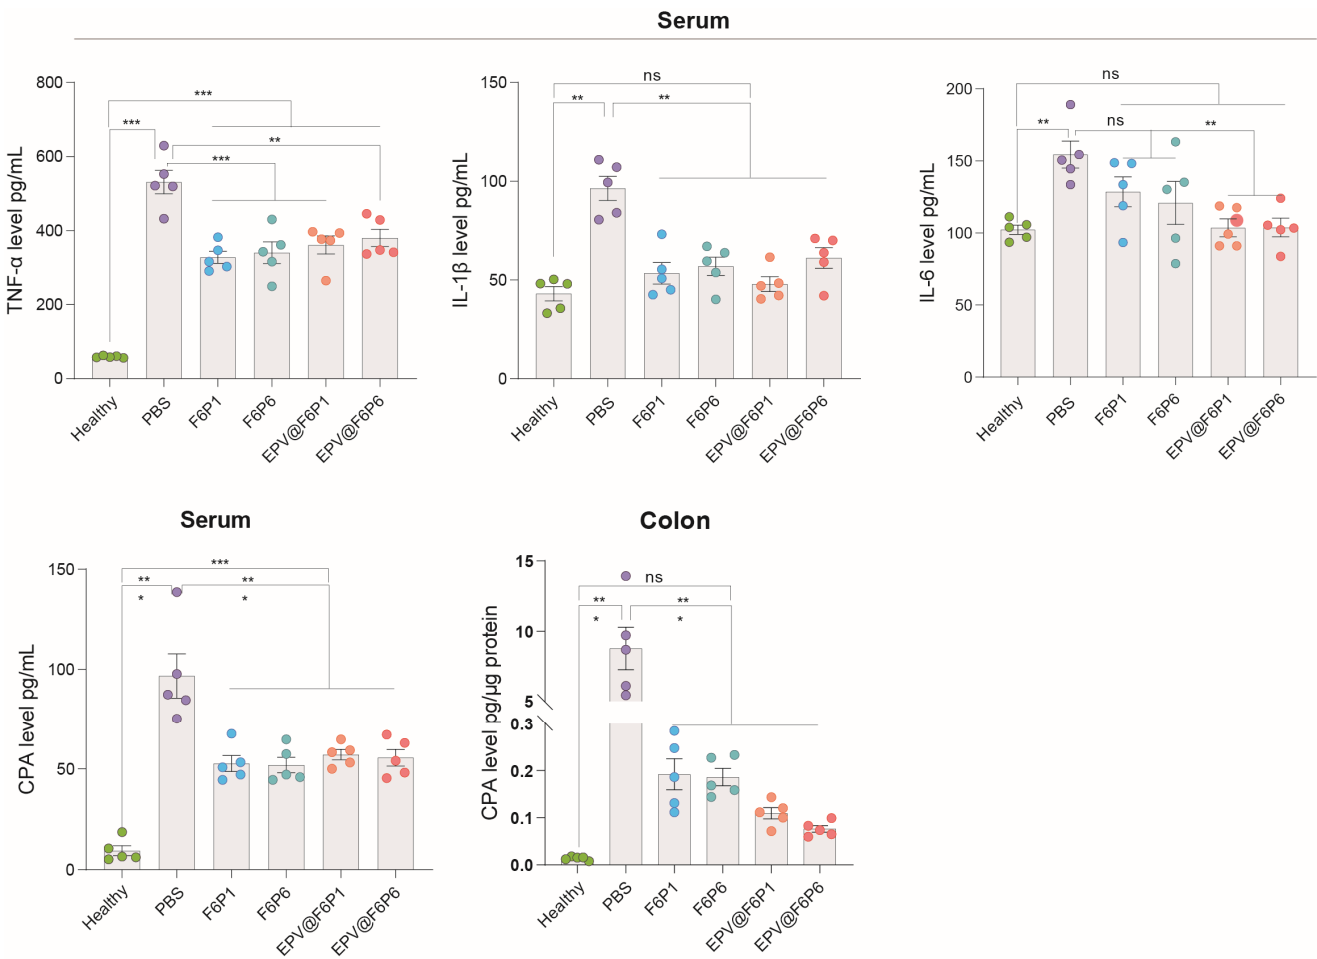 Serum
TNF-α level pg/mL
800
600
400
200
0
***
***
**
***
Healthy
PBS
F6P1
F6P6
EPV@F6P1
EPV@F6P6
IL-1β level pg/mL
150
100
50
0
ns
**
**
Healthy
PBS
F6P1
F6P6
EPV@F6P1
EPV@F6P6
IL-6 level pg/mL
200
150
100
50
0
ns
**
ns
**
Healthy
PBS
F6P1
F6P6
EPV@F6P1
EPV@F6P6
Serum
CPA level pg/mL
150
100
50
0
***
**
*
**
*
Healthy
PBS
F6P1
F6P6
EPV@F6P1
EPV@F6P6
Colon
CPA level pg/μg protein
15
10
5
0.3
0.2
0.1
0.0
ns
**
*
**
*
Healthy
PBS
F6P1
F6P6
EPV@F6P1
EPV@F6P6